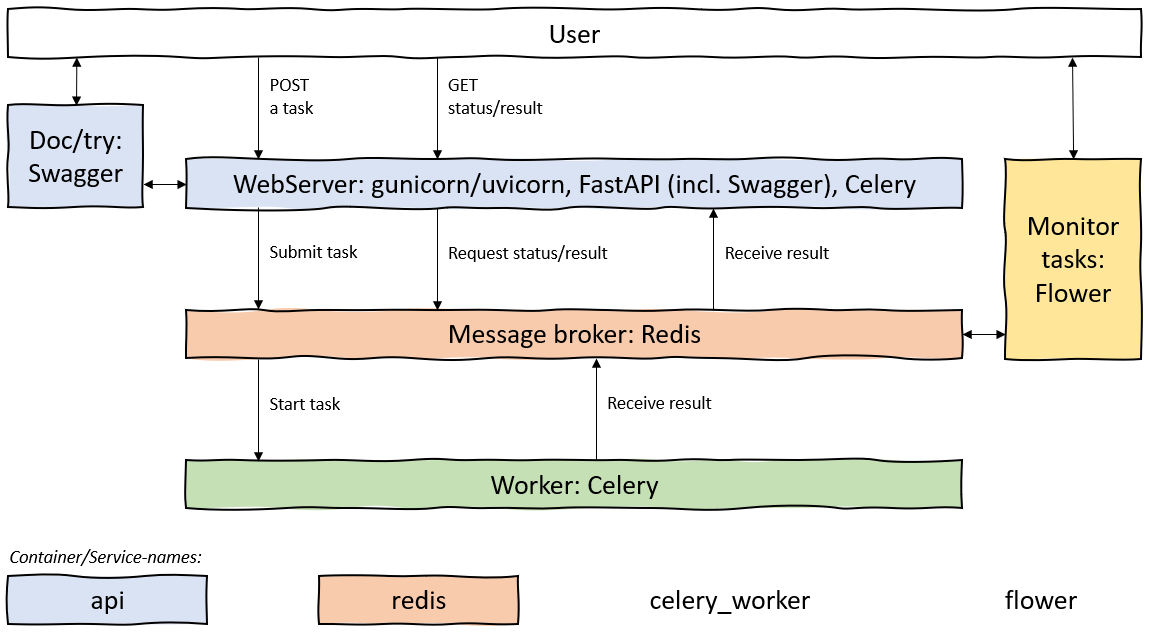 User
POST
a task
GET
status/result
Doc/try:
Swagger
WebServer: gunicorn/uvicorn, FastAPI (incl. Swagger), Celery
Monitor
tasks:
Flower
Submit task
Request status/result
Receive result
Message broker: Redis
Start task
Receive result
Worker: Celery
Container/Service-names:
api
redis
celery_worker
flower